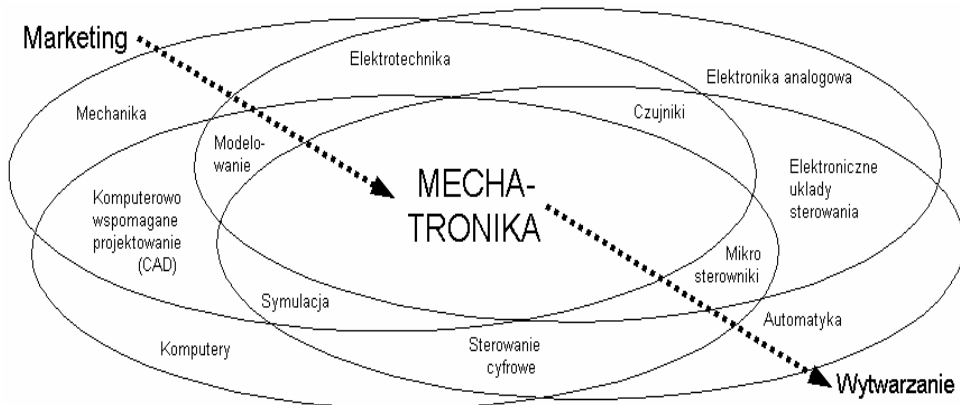 Marketing
Elektrotechnika
Elektronika analogowa
Mechanika
Czujniki
Modelo-
wanie
Elektroniczne
uklady
sterowania
MECHA-
TRONIKA
Komputerowo
wspomagane
projektowanie
(CAD)
Mikro
sterowniki
Symulacja
Automatyka
Komputery
Sterowanie
cyfrowe
Wytwarzanie